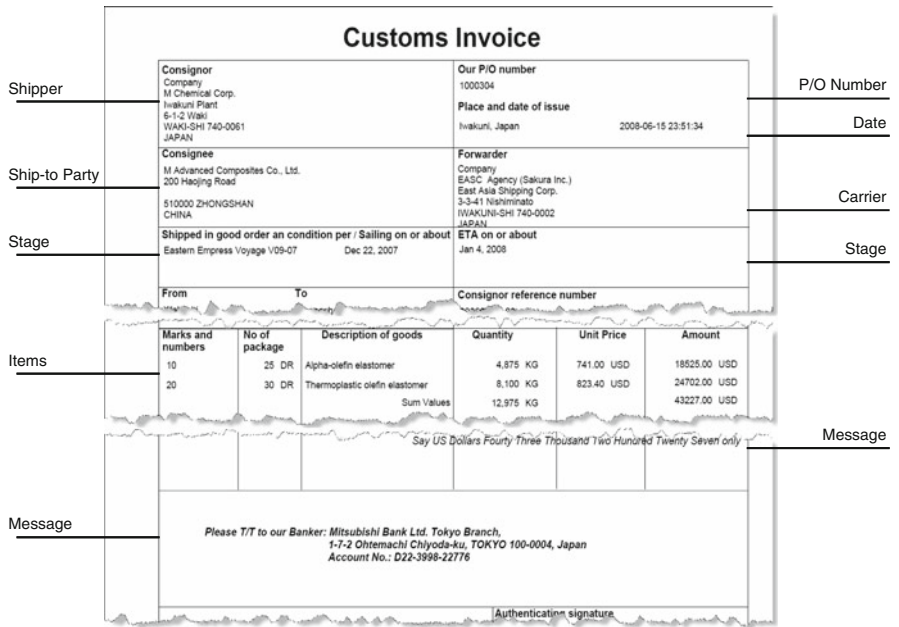 Customs Invoice
Shipper
Consignor
Company
M Chemical Corp.
Iwakuni Plant
6-1-2 Waki
WAKI-SHI 740-0061
JAPAN
Our P/O number
1000304
P/O Number
Place and date of issue
Iwakuni, Japan 2008-06-15 23:51:34
Date
Ship-to Party
Consignee
M Advanced Composites Co., Ltd.
200 Haojing Road
510000 ZHONGSHAN
CHINA
Forwarder
Company
EASC Agency (Sakura Inc.)
East Asia Shipping Corp.
3-3-41 Nishiminato
IWAKUNI-SHI 740-0002
JAPAN
Carrier
Stage
Shipped in good order an condition per / Sailing on or about
Eastern Empress Voyage V09-07 Dec 22, 2007
ETA on or about
Jan 4, 2008
Stage
From To
Consignor reference number
Items
Marks and numbers No of package Description of goods Quantity Unit Price Amount
10 25 DR Alpha-olefin elastomer 4,875 KG 741.00 USD 18525.00 USD
20 30 DR Thermoplastic olefin elastomer 8,100 KG 823.40 USD 24702.00 USD
Sum Values 12,975 KG 43227.00 USD
Say US Dollars Fourty Three Thousand Two Hundred Twenty Seven only
Message
Message
Please T/T to our Banker: Mitsubishi Bank Ltd. Tokyo Branch,
1-7-2 Ohtemachi Chiyoda-ku, TOKYO 100-0004, Japan
Account No.: D22-3998-22776
Authenticating signature